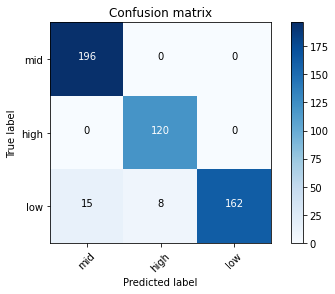 Confusion matrix
mid 196 0 0
high 0 120 0
low 15 8 162
mid high low
True label
Predicted label
175
150
125
100
75
50
25
0